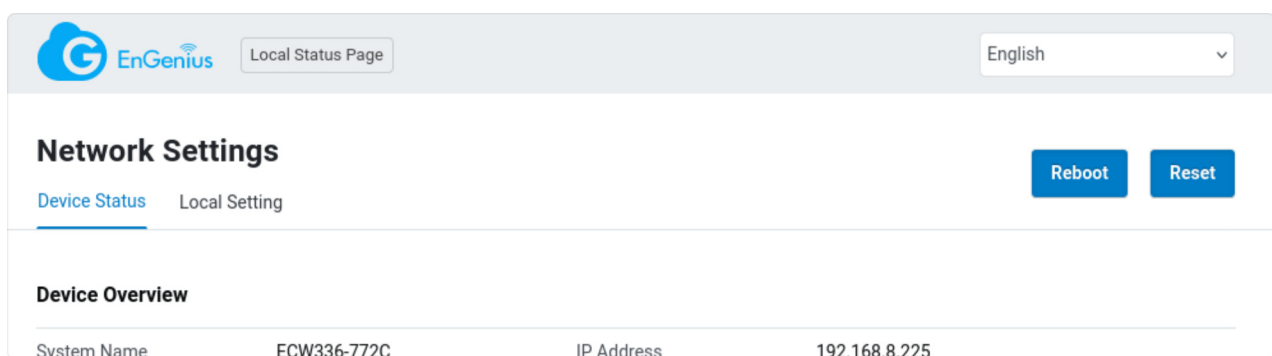 EnGenius Local Status Page English
Network Settings
Reboot Reset
Device Status Local Setting
Device Overview
System Name ECW336-772C IP Address 192.168.8.225